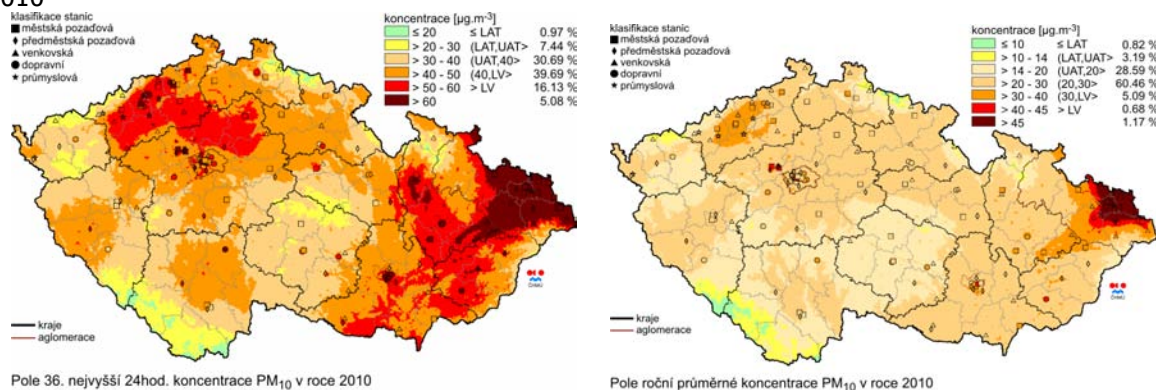 2010
klasifikace stanic
městská pozaďová
předměstská pozaďová
venkovská
dopravní
průmyslová
koncentrace [µg.m-3]
≤ 20 ≤ LAT 0.97 %
> 20 - 30 (LAT,UAT> 7.44 %
> 30 - 40 (UAT,40> 30.69 %
> 40 - 50 (40,LV> 39.69 %
> 50 - 60 > LV 16.13 %
> 60 5.08 %
ČHMÚ
kraje
aglomerace
Pole 36. nejvyšší 24hod. koncentrace PM10 v roce 2010
klasifikace stanic
městská pozaďová
předměstská pozaďová
venkovská
dopravní
průmyslová
koncentrace [µg.m-3]
≤ 10 ≤ LAT 0.82 %
> 10 - 14 (LAT,UAT> 3.19 %
> 14 - 20 (UAT,20> 28.59 %
> 20 - 30 (20,30> 60.46 %
> 30 - 40 (30,LV> 5.09 %
> 40 - 45 > LV 0.68 %
> 45 1.17 %
ČHMÚ
kraje
aglomerace
Pole roční průměrné koncentrace PM10 v roce 2010